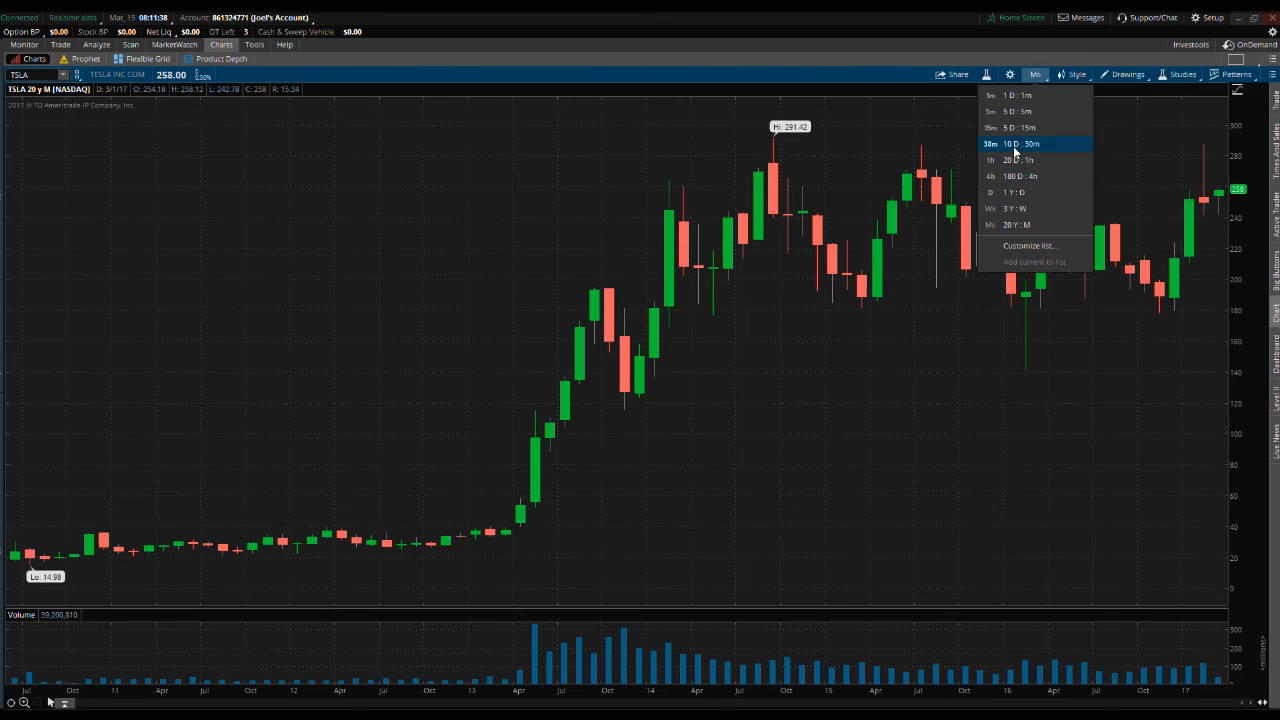 Connected Realtime data Mar, 15 08:11:38 Account: 861324771 (Joel's Account) Home Screen Messages Support/Chat Setup
Option BP $0.00 Stock BP $0.00 Net Liq $0.00 DT Left 3 Cash & Sweep Vehicle $0.00
Monitor Trade Analyze Scan MarketWatch Charts Tools Help Investools OnDemand
Charts Prophet Flexible Grid Product Depth
TSLA TESLA INC COM 258.00 0.00% Share Mo Style Drawings Studies Patterns
TSLA 20 y M [NASDAQ] D: 3/1/17 O: 254.18 H: 258.12 L: 242.78 C: 258 R: 15.34
2017 © TD Ameritrade IP Company, Inc.
1m 1 D : 1m
5m 5 D : 5m
15m 5 D : 15m
30m 10 D : 30m
1h 20 D : 1h
4h 180 D : 4h
D 1 Y : D
Wk 3 Y : W
Mo 20 Y : M
Customize list...
Add current to list
Hi: 291.42
Lo: 14.98
300
280
258
240
220
200
180
160
140
120
100
80
60
40
20
0
Volume 39,200,810
300
200
100
<millions>
Jul Oct 11 Apr Jul Oct 12 Apr Jul Oct 13 Apr Jul Oct 14 Apr Jul Oct 15 Apr Jul Oct 16 Apr Jul Oct 17
Trade
Times And Sales
Active Trader
Big Buttons
Chart
Dashboard
Level II
Live News